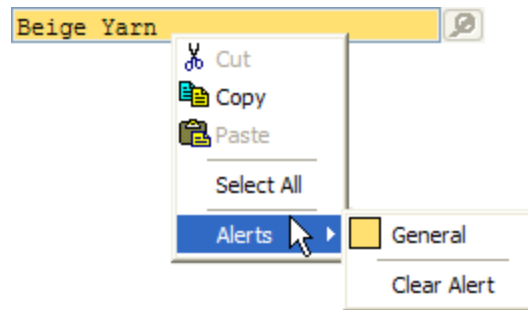 Beige Yarn
Cut
Copy
Paste
Select All
Alerts
General
Clear Alert